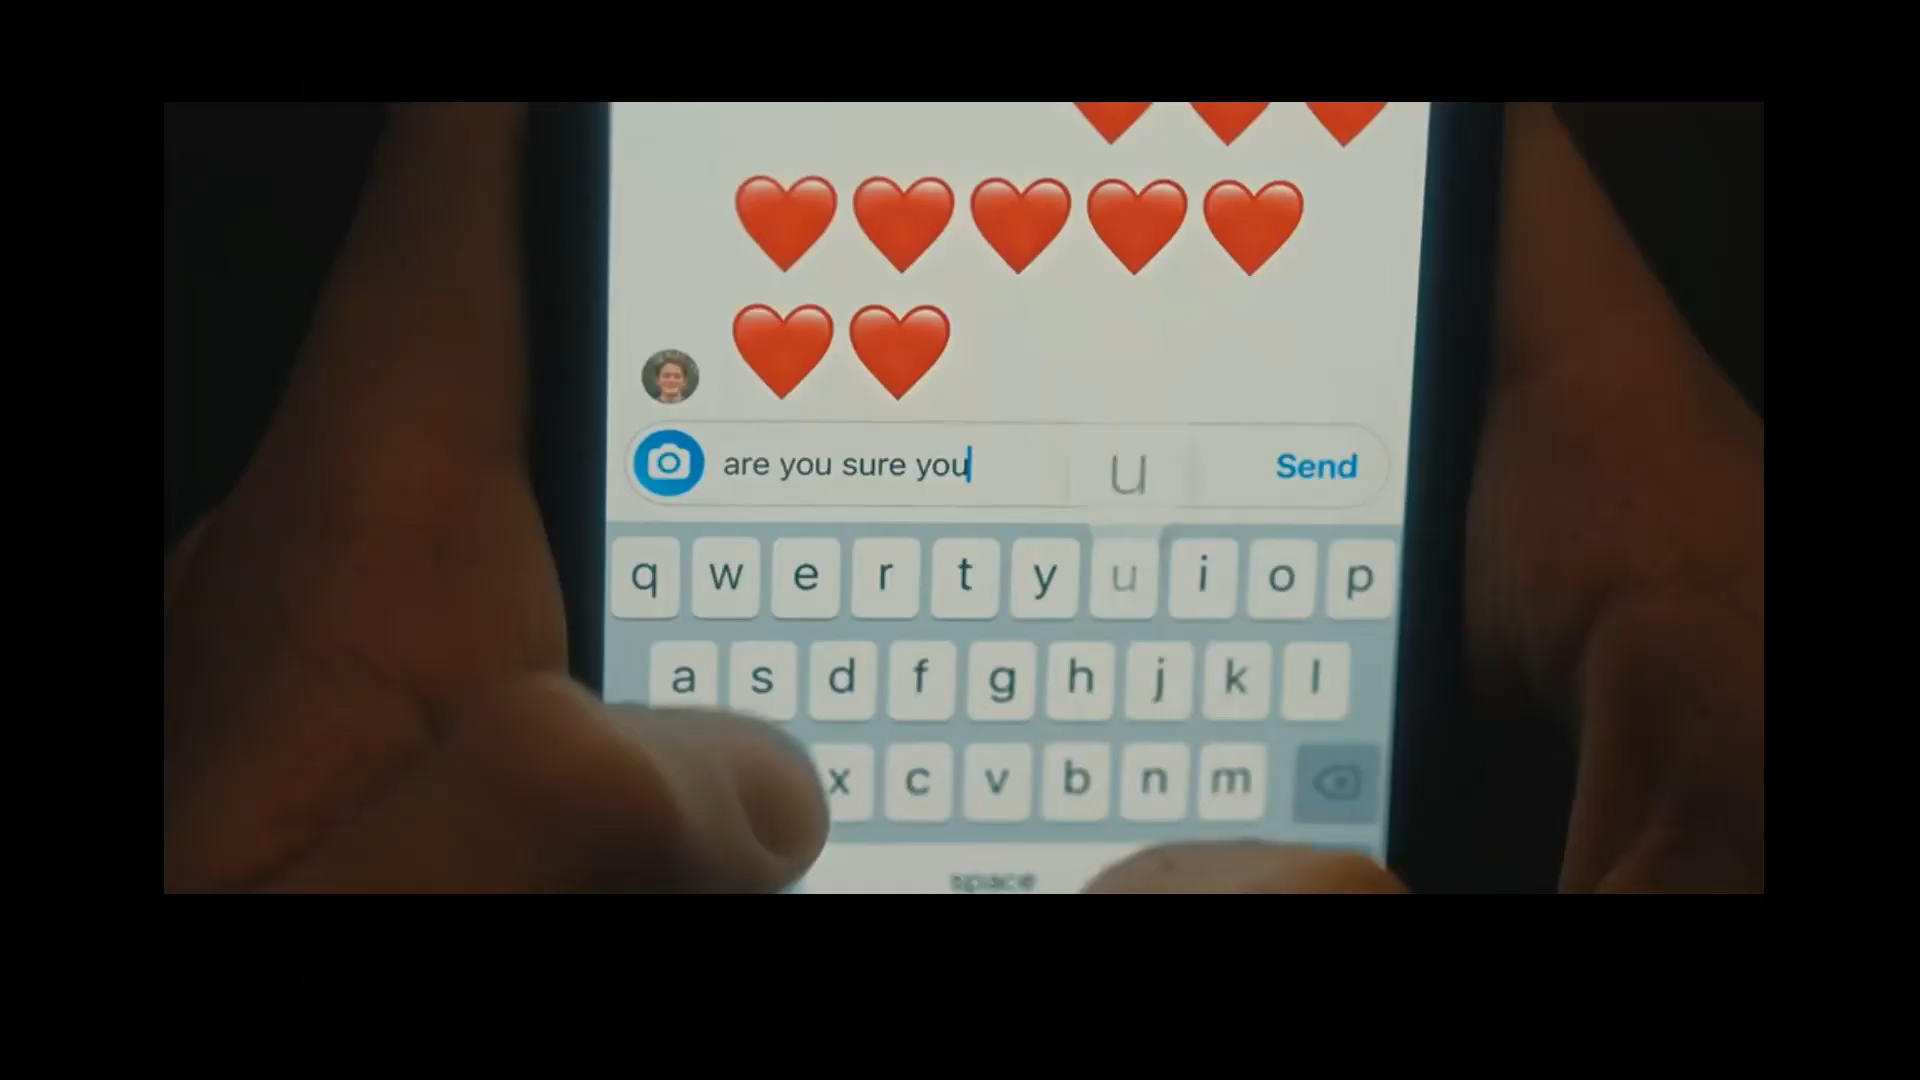 are you sure you
u
Send
q w e r t y u i o p
a s d f g h j k l
x c v b n m
space